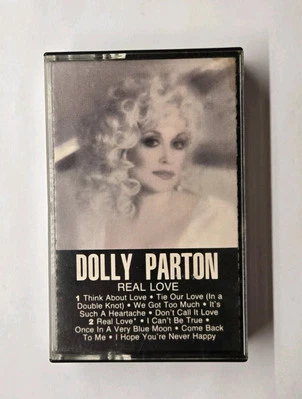 DOLLY PARTON
REAL LOVE
1 Think About Love • Tie Our Love (In a
Double Knot) • We Got Too Much • It's
Such A Heartache • Don't Call It Love
2 Real Love* • I Can't Be True •
Once In A Very Blue Moon • Come Back
To Me • I Hope You're Never Happy